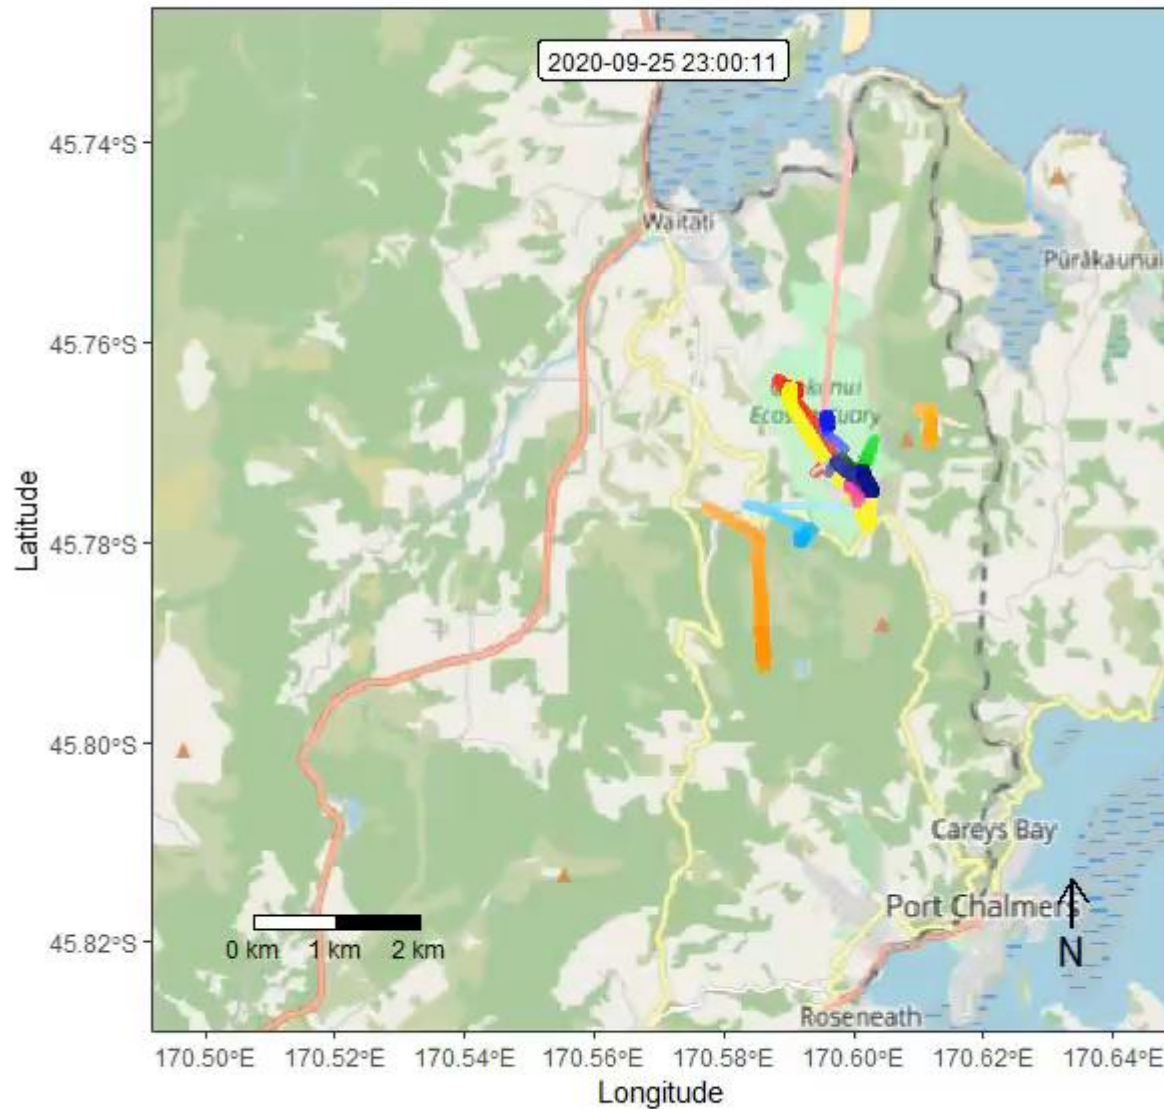 2020-09-25 23:00:11
45.74°S
Waitati
Pūrākaunui
45.76°S
45.78°S
Latitude
45.80°S
Careys Bay
Port Chalmers
0 km 1 km 2 km
45.82°S
N
Roseneath
170.50°E 170.52°E 170.54°E 170.56°E 170.58°E 170.60°E 170.62°E 170.64°E
Longitude